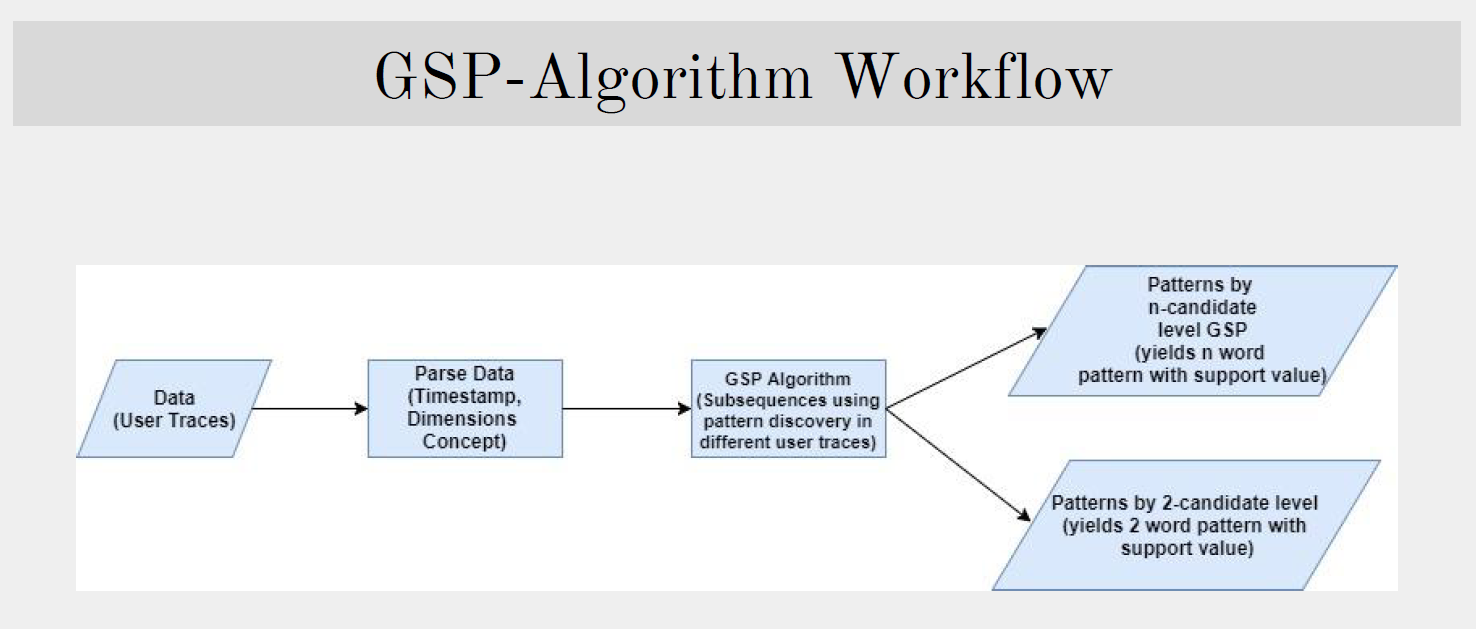 GSP-Algorithm Workflow
Data
(User Traces)
Parse Data
(Timestamp,
Dimensions
Concept)
GSP Algorithm
(Subsequences using
pattern discovery in
different user traces)
Patterns by
n-candidate
level GSP
(yields n word
pattern with support value)
Patterns by 2-candidate level
(yields 2 word pattern with
support value)